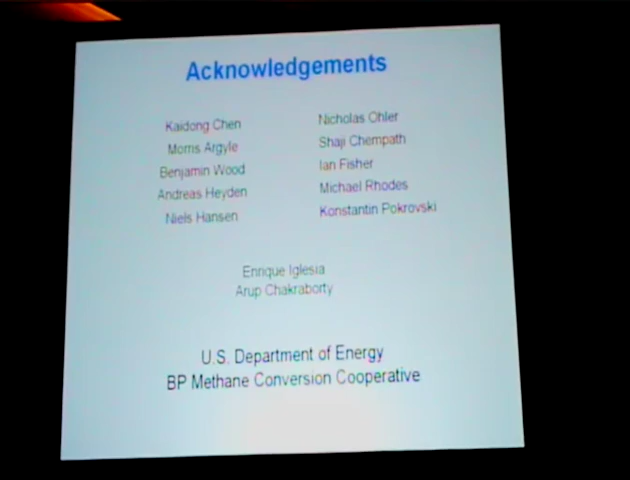 Acknowledgements
Kaidong Chen
Morris Argyle
Benjamin Wood
Andreas Heyden
Niels Hansen
Nicholas Ohler
Shaji Chempath
Ian Fisher
Michael Rhodes
Konstantin Pokrovski
Enrique Iglesia
Arup Chakraborty
U.S. Department of Energy
BP Methane Conversion Cooperative